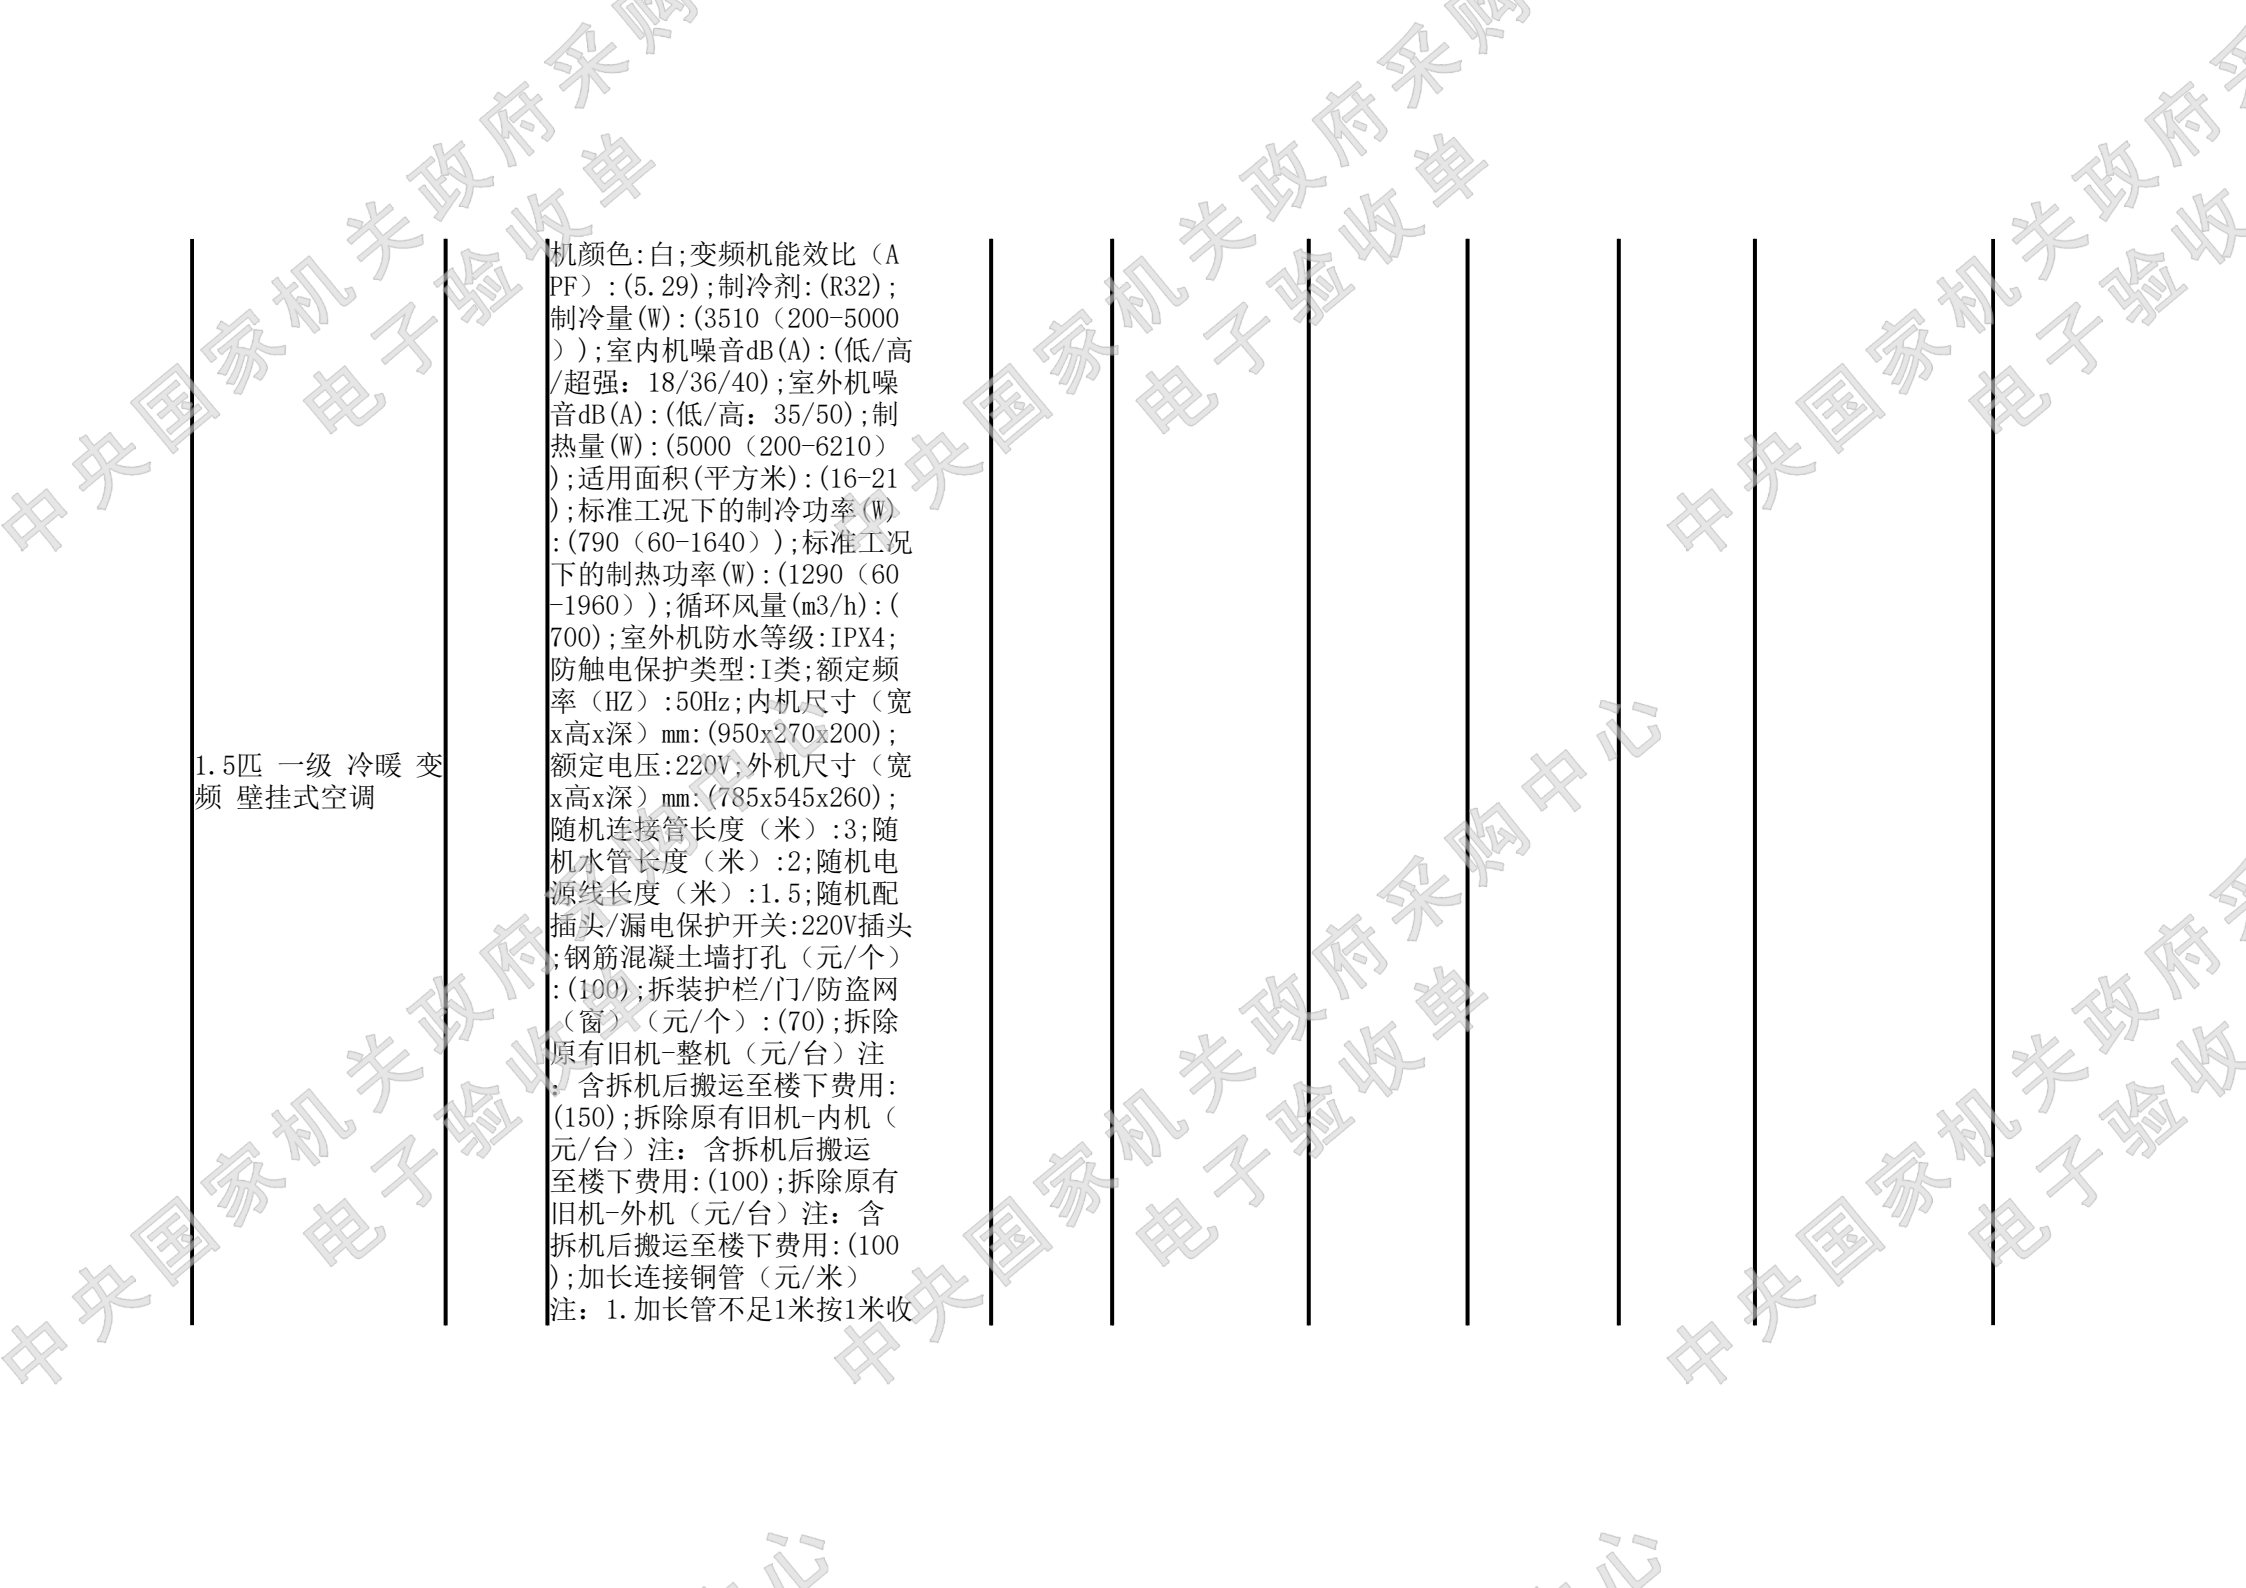 1.5匹 一级 冷暖 变
频 壁挂式空调
机颜色:白;变频机能效比（A
PF）:(5.29);制冷剂:(R32);
制冷量(W):(3510（200-5000
）);室内机噪音dB(A):(低/高
/超强：18/36/40);室外机噪
音dB(A):(低/高：35/50);制
热量(W):(5000（200-6210）
);适用面积(平方米):(16-21
);标准工况下的制冷功率(W)
:(790（60-1640）);标准工况
下的制热功率(W):(1290（60
-1960）);循环风量(m3/h):(
700);室外机防水等级:IPX4;
防触电保护类型:I类;额定频
率（HZ）:50Hz;内机尺寸（宽
x高x深）mm:(950x270x200);
额定电压:220V;外机尺寸（宽
x高x深）mm:(785x545x260);
随机连接管长度（米）:3;随
机水管长度（米）:2;随机电
源线长度（米）:1.5;随机配
插头/漏电保护开关:220V插头
;钢筋混凝土墙打孔（元/个）
:(100);拆装护栏/门/防盗网
（窗）（元/个）:(70);拆除
原有旧机-整机（元/台）注
：含拆机后搬运至楼下费用:
(150);拆除原有旧机-内机（
元/台）注：含拆机后搬运
至楼下费用:(100);拆除原有
旧机-外机（元/台）注：含
拆机后搬运至楼下费用:(100
);加长连接铜管（元/米）
注：1.加长管不足1米按1米收
中央国家机关政府采购中心
电子验收单